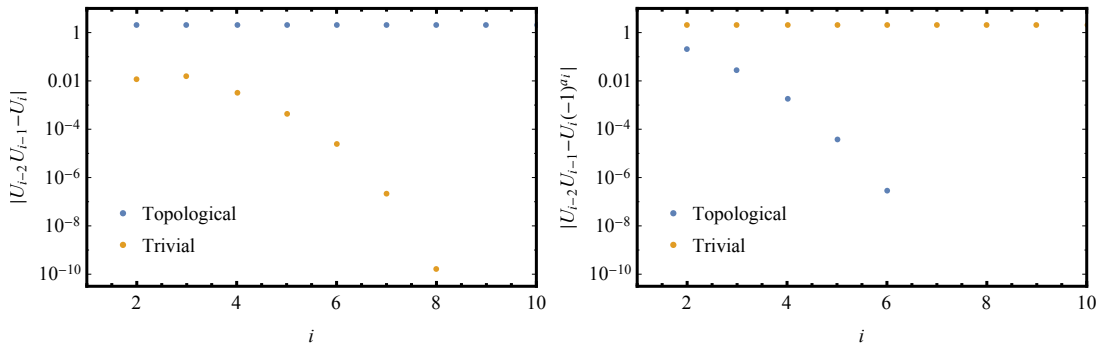 |U_{i-2}U_{i-1}-U_i|
1
0.01
10^{-4}
10^{-6}
10^{-8}
10^{-10}
Topological
Trivial
2 4 6 8 10
i
|U_{i-2}U_{i-1}-U_i(-1)^{a_i}|
1
0.01
10^{-4}
10^{-6}
10^{-8}
10^{-10}
Topological
Trivial
2 4 6 8 10
i